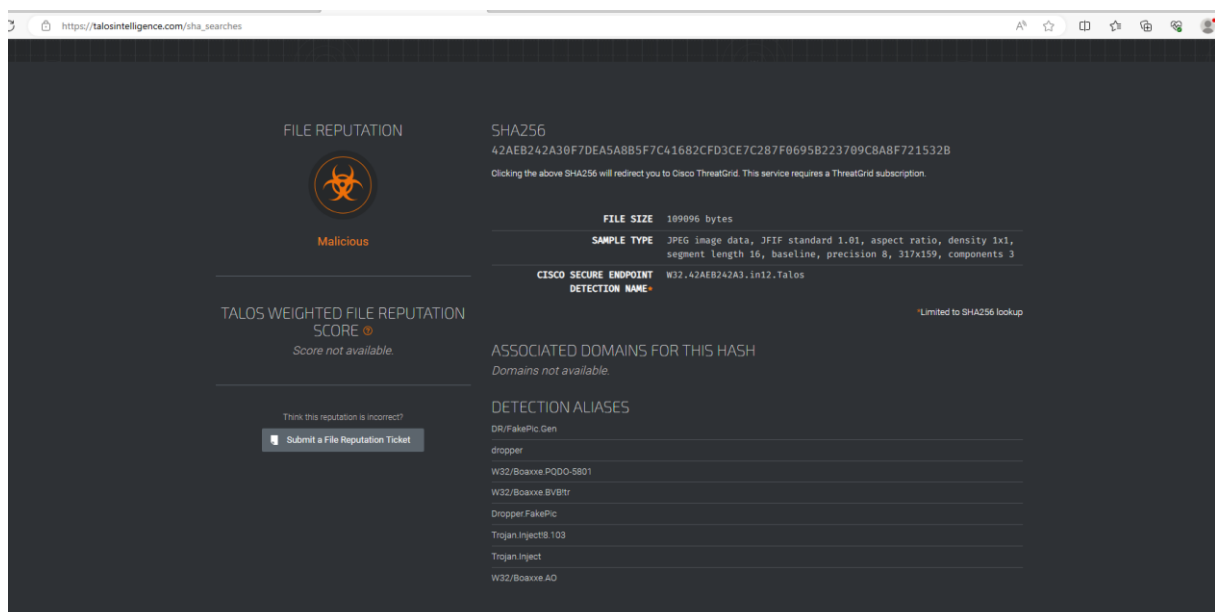 https://talosintelligence.com/sha_searches
FILE REPUTATION
Malicious
TALOS WEIGHTED FILE REPUTATION
SCORE
Score not available.
Think this reputation is incorrect?
Submit a File Reputation Ticket
SHA256
42AEB242A30F7DEA5A8B5F7C41682CFD3CE7C287F0695B223709C8A8F721532B
Clicking the above SHA256 will redirect you to Cisco ThreatGrid. This service requires a ThreatGrid subscription.
FILE SIZE 109096 bytes
SAMPLE TYPE JPEG image data, JFIF standard 1.01, aspect ratio, density 1x1,
segment length 16, baseline, precision 8, 317x159, components 3
CISCO SECURE ENDPOINT W32.42AEB242A3.in12.Talos
DETECTION NAME*
*Limited to SHA256 lookup
ASSOCIATED DOMAINS FOR THIS HASH
Domains not available.
DETECTION ALIASES
DR/FakePic.Gen
dropper
W32/Boaxxe.PQDO-5801
W32/Boaxxe.BVB!tr
Dropper.FakePic
Trojan.Inject!8.103
Trojan.Inject
W32/Boaxxe.AO